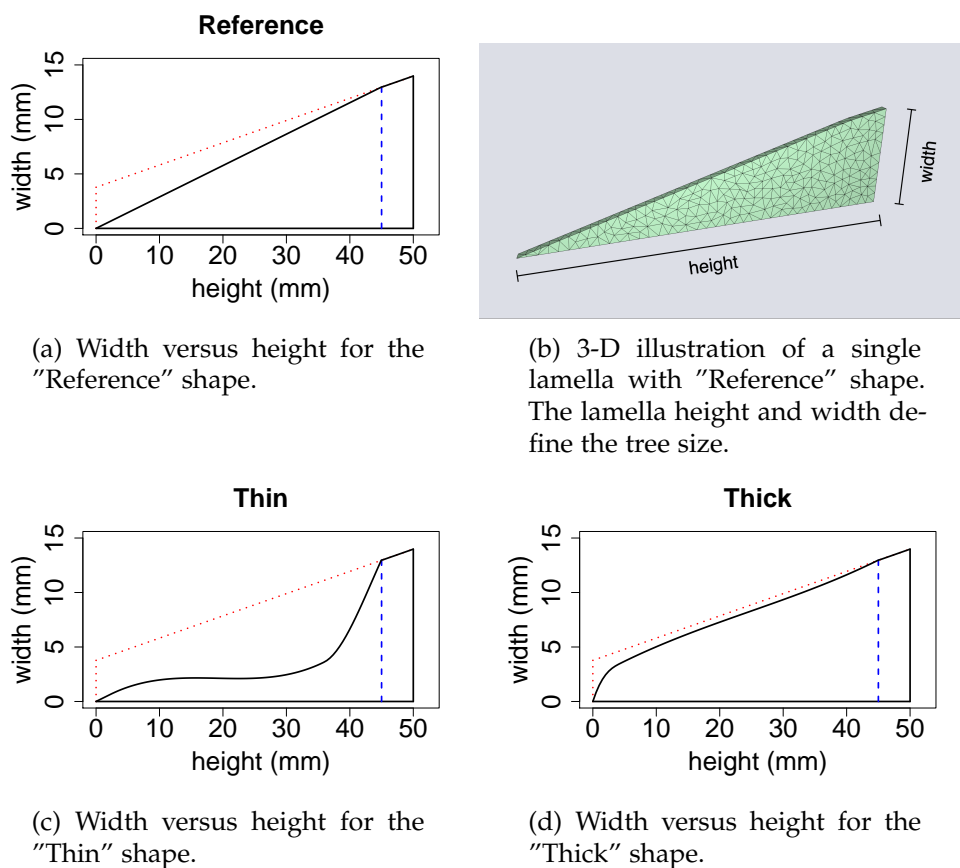 Reference
15
10
5
0
width (mm)
0 10 20 30 40 50
height (mm)
width
height
(a) Width versus height for the
”Reference” shape.
(b) 3-D illustration of a single
lamella with ”Reference” shape.
The lamella height and width de-
fine the tree size.
Thin
15
10
5
0
width (mm)
0 10 20 30 40 50
height (mm)
Thick
15
10
5
0
width (mm)
0 10 20 30 40 50
height (mm)
(c) Width versus height for the
”Thin” shape.
(d) Width versus height for the
”Thick” shape.